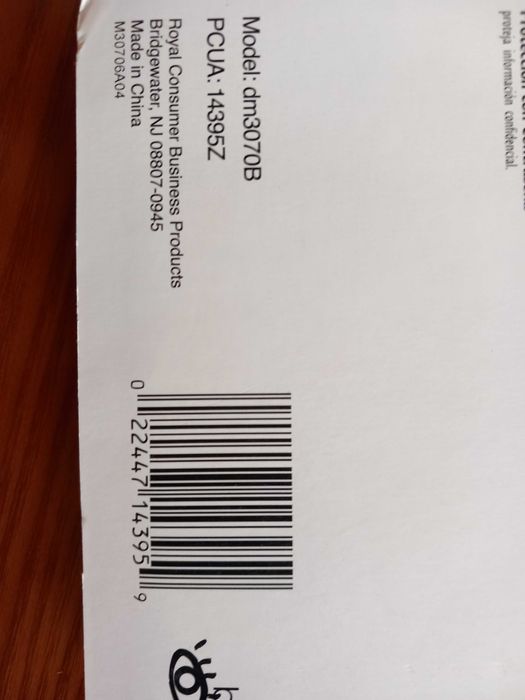 proteja información confidencial.
Model: dm3070B
PCUA: 14395Z
Royal Consumer Business Products
Bridgewater, NJ 08807-0945
Made in China
M30706A04
0 22447 14395 9